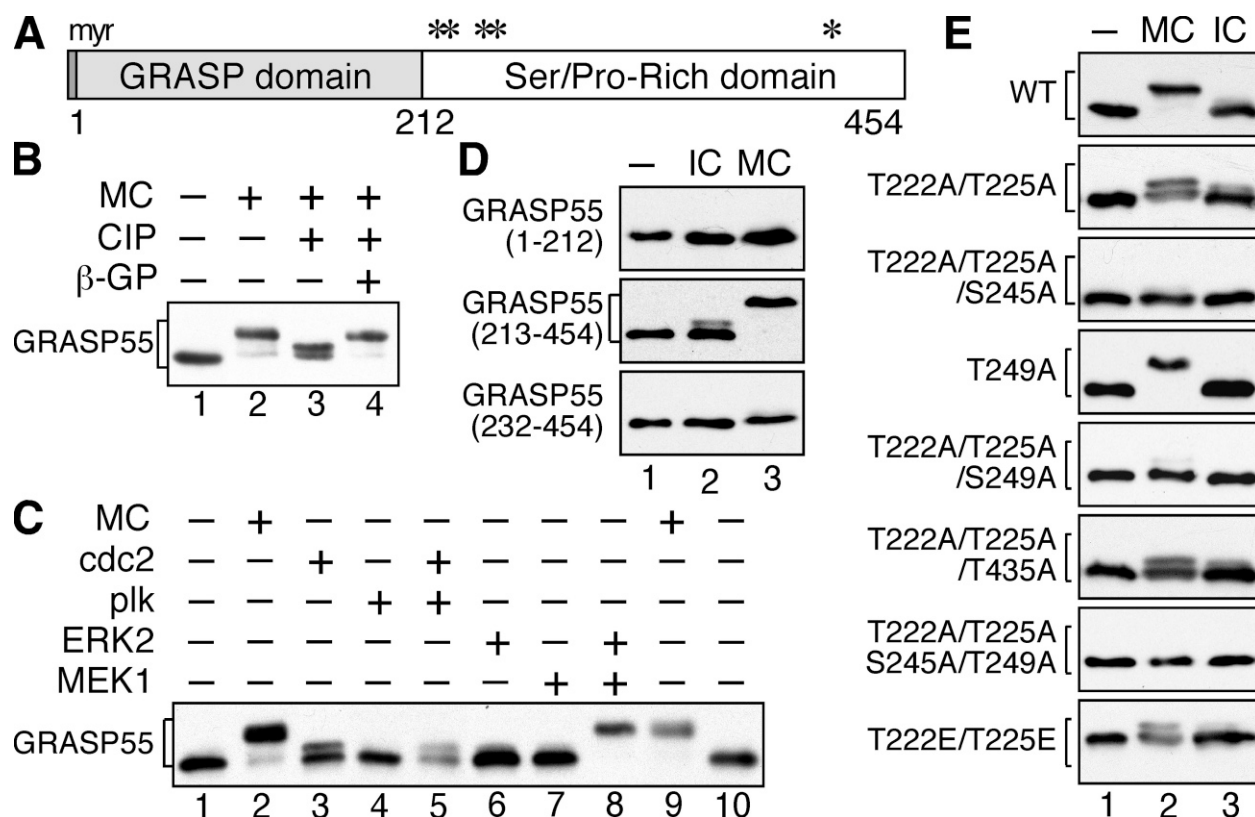 A
myr
** ** *
GRASP domain Ser/Pro-Rich domain
1 212 454
B
MC – + + +
CIP – – + +
β-GP – – – +
GRASP55
1 2 3 4
C
MC – + – – – – – – + –
cdc2 – – + – + – – – – –
plk – – – + + – – – – –
ERK2 – – – – – + – + – –
MEK1 – – – – – – + + – –
GRASP55
1 2 3 4 5 6 7 8 9 10
D
– IC MC
GRASP55
(1-212)
GRASP55
(213-454)
GRASP55
(232-454)
1 2 3
E
– MC IC
WT
T222A/T225A
T222A/T225A
/S245A
T249A
T222A/T225A
/S249A
T222A/T225A
/T435A
T222A/T225A
S245A/T249A
T222E/T225E
1 2 3